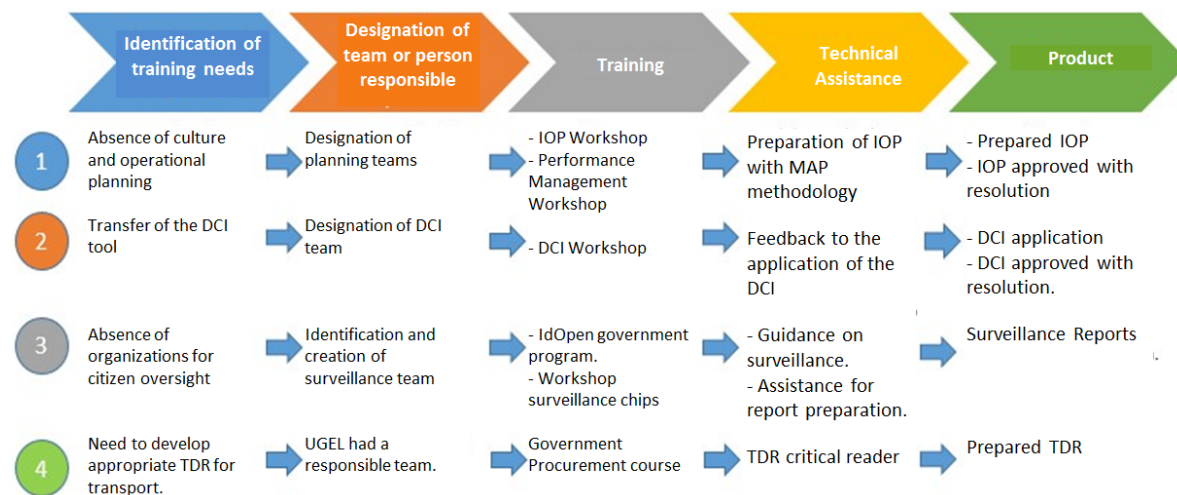 Identification of
training needs
Designation of
team or person
responsible
Training
Technical
Assistance
Product
1
Absence of culture
and operational
planning
Designation of
planning teams
- IOP Workshop
- Performance
Management
Workshop
Preparation of IOP
with MAP
methodology
- Prepared IOP
- IOP approved with
resolution
2
Transfer of the DCI
tool
Designation of DCI
team
- DCI Workshop
Feedback to the
application of the
DCI
- DCI application
- DCI approved with
resolution.
3
Absence of
organizations for
citizen oversight
Identification and
creation of
surveillance team
- IdOpen government
program.
- Workshop
surveillance chips
- Guidance on
surveillance.
- Assistance for
report preparation.
Surveillance Reports
4
Need to develop
appropriate TDR for
transport.
UGEL had a
responsible team.
Government
Procurement course
TDR critical reader
Prepared TDR